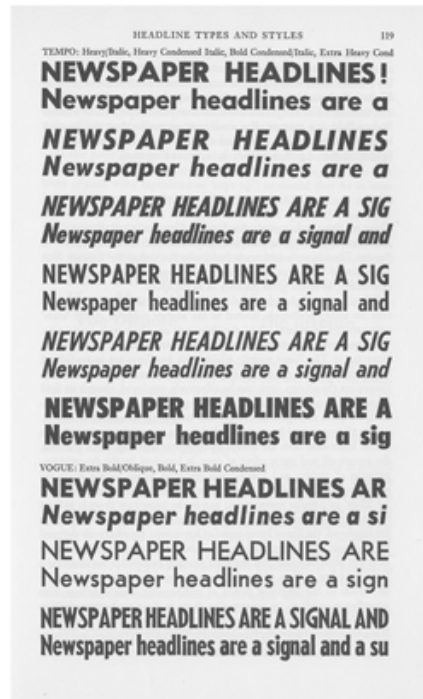 HEADLINE TYPES AND STYLES 119
TEMPO: Heavy/Italic, Heavy Condensed Italic, Bold Condensed/Italic, Extra Heavy Cond
NEWSPAPER HEADLINES!
Newspaper headlines are a
NEWSPAPER HEADLINES
Newspaper headlines are a
NEWSPAPER HEADLINES ARE A SIG
Newspaper headlines are a signal and
NEWSPAPER HEADLINES ARE A SIG
Newspaper headlines are a signal and
NEWSPAPER HEADLINES ARE A SIG
Newspaper headlines are a signal and
NEWSPAPER HEADLINES ARE A
Newspaper headlines are a sig
VOGUE: Extra Bold/Oblique, Bold, Extra Bold Condensed
NEWSPAPER HEADLINES AR
Newspaper headlines are a si
NEWSPAPER HEADLINES ARE
Newspaper headlines are a sign
NEWSPAPER HEADLINES ARE A SIGNAL AND
Newspaper headlines are a signal and a su